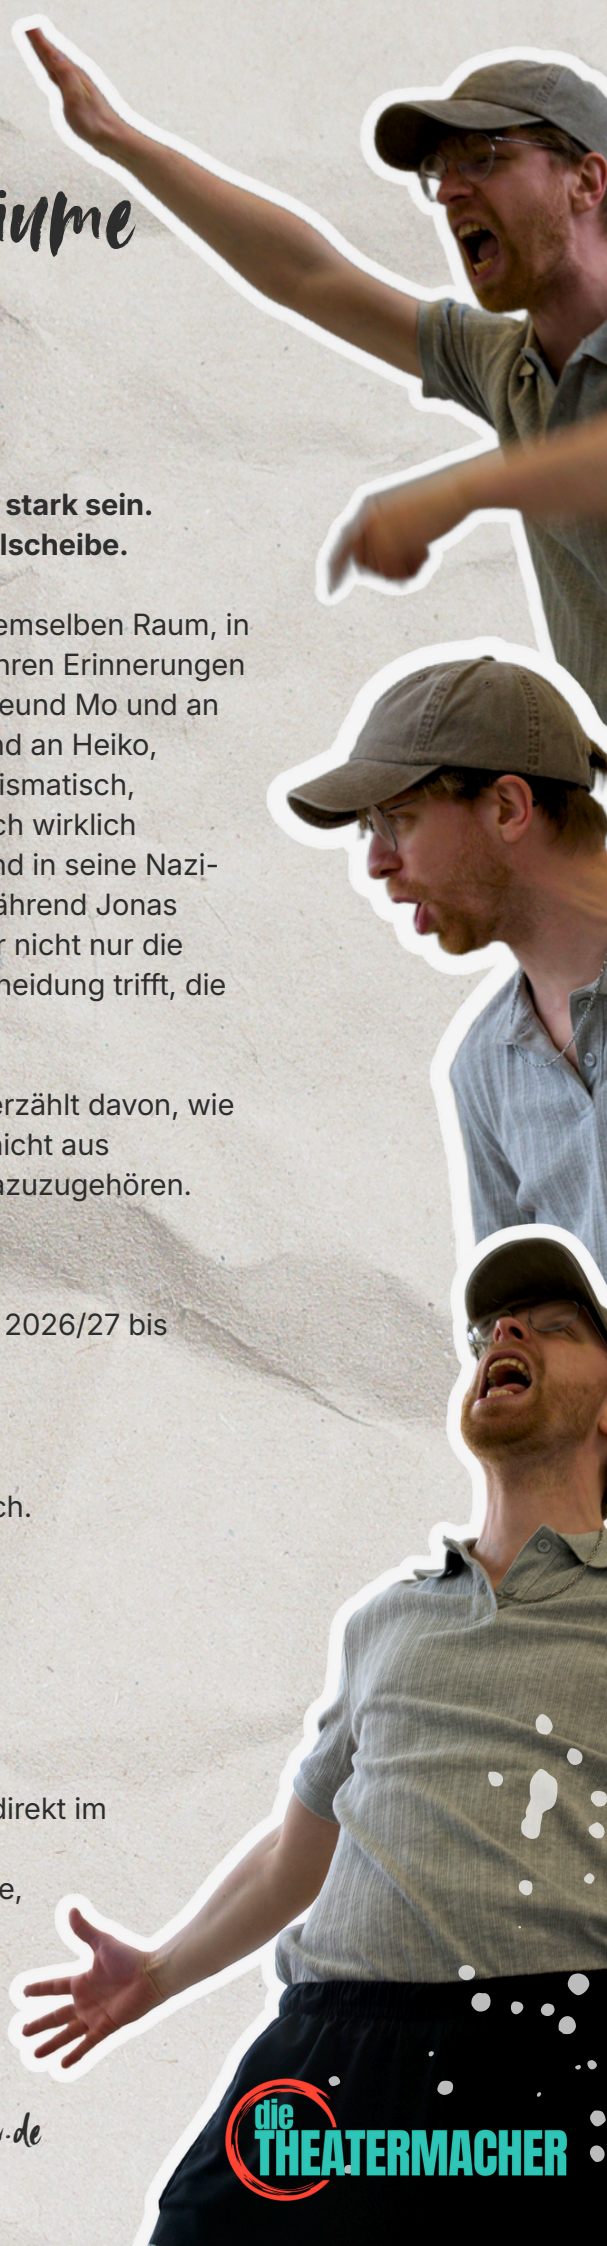 iume
stark sein.
lscheibe.
emselben Raum, in
hren Erinnerungen
eund Mo und an
nd an Heiko,
ismatisch,
ch wirklich
nd in seine Nazi-
ährend Jonas
r nicht nur die
heidung trifft, die
erzählt davon, wie
nicht aus
azuzugehören.
2026/27 bis
ch.
direkt im
e,
.de
die
THEATERMACHER